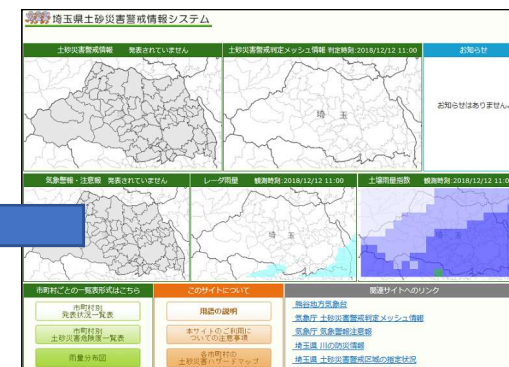 埼玉県土砂災害警戒情報システム
土砂災害警戒情報 発表されていません
土砂災害警戒判定メッシュ情報 判定時刻:2018/12/12 11:00
お知らせ
埼 玉
お知らせはありません。
気象警報・注意報 発表されていません
レーダ雨量 観測時刻:2018/12/12 11:00
土壌雨量指数 観測時刻:2018/12/12 11:00
埼 玉
市町村ごとの一覧表形式はこちら
このサイトについて
関連サイトへのリンク
市町村別
発表状況一覧表
用語の説明
熊谷地方気象台
気象庁 土砂災害警戒判定メッシュ情報
市町村別
土砂災害危険度一覧表
本サイトのご利用に
ついての注意事項
気象庁 気象警報注意報
埼玉県 川の防災情報
雨量分布図
各市町村の
土砂災害ハザードマップ
埼玉県 土砂災害警戒区域の指定状況